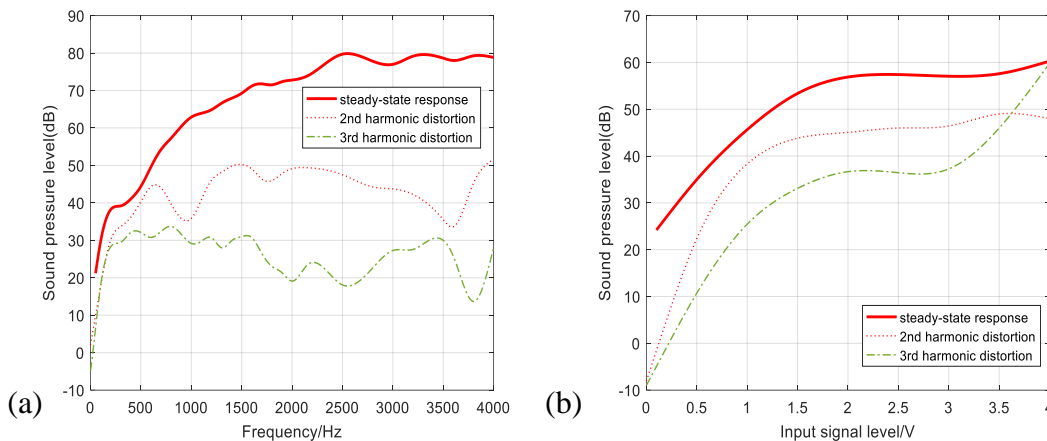 (a)
Sound pressure level(dB)
90
80
70
60
50
40
30
20
10
0
-10
steady-state response
2nd harmonic distortion
3rd harmonic distortion
0 500 1000 1500 2000 2500 3000 3500 4000
Frequency/Hz
(b)
Sound pressure level(dB)
70
60
50
40
30
20
10
0
-10
steady-state response
2nd harmonic distortion
3rd harmonic distortion
0 0.5 1 1.5 2 2.5 3 3.5 4
Input signal level/V